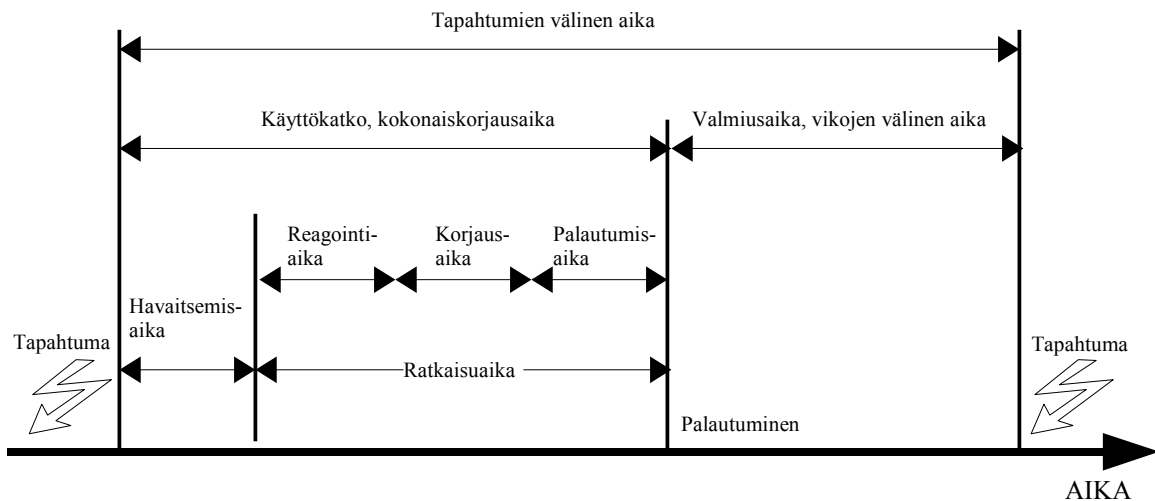 Tapahtumien välinen aika
Käyttökatko, kokonaiskorjausaika
Valmiusaika, vikojen välinen aika
Reagointi-
aika
Korjaus-
aika
Palautumis-
aika
Havaitsemis-
aika
Tapahtuma
Ratkaisuaika
Tapahtuma
Palautuminen
AIKA